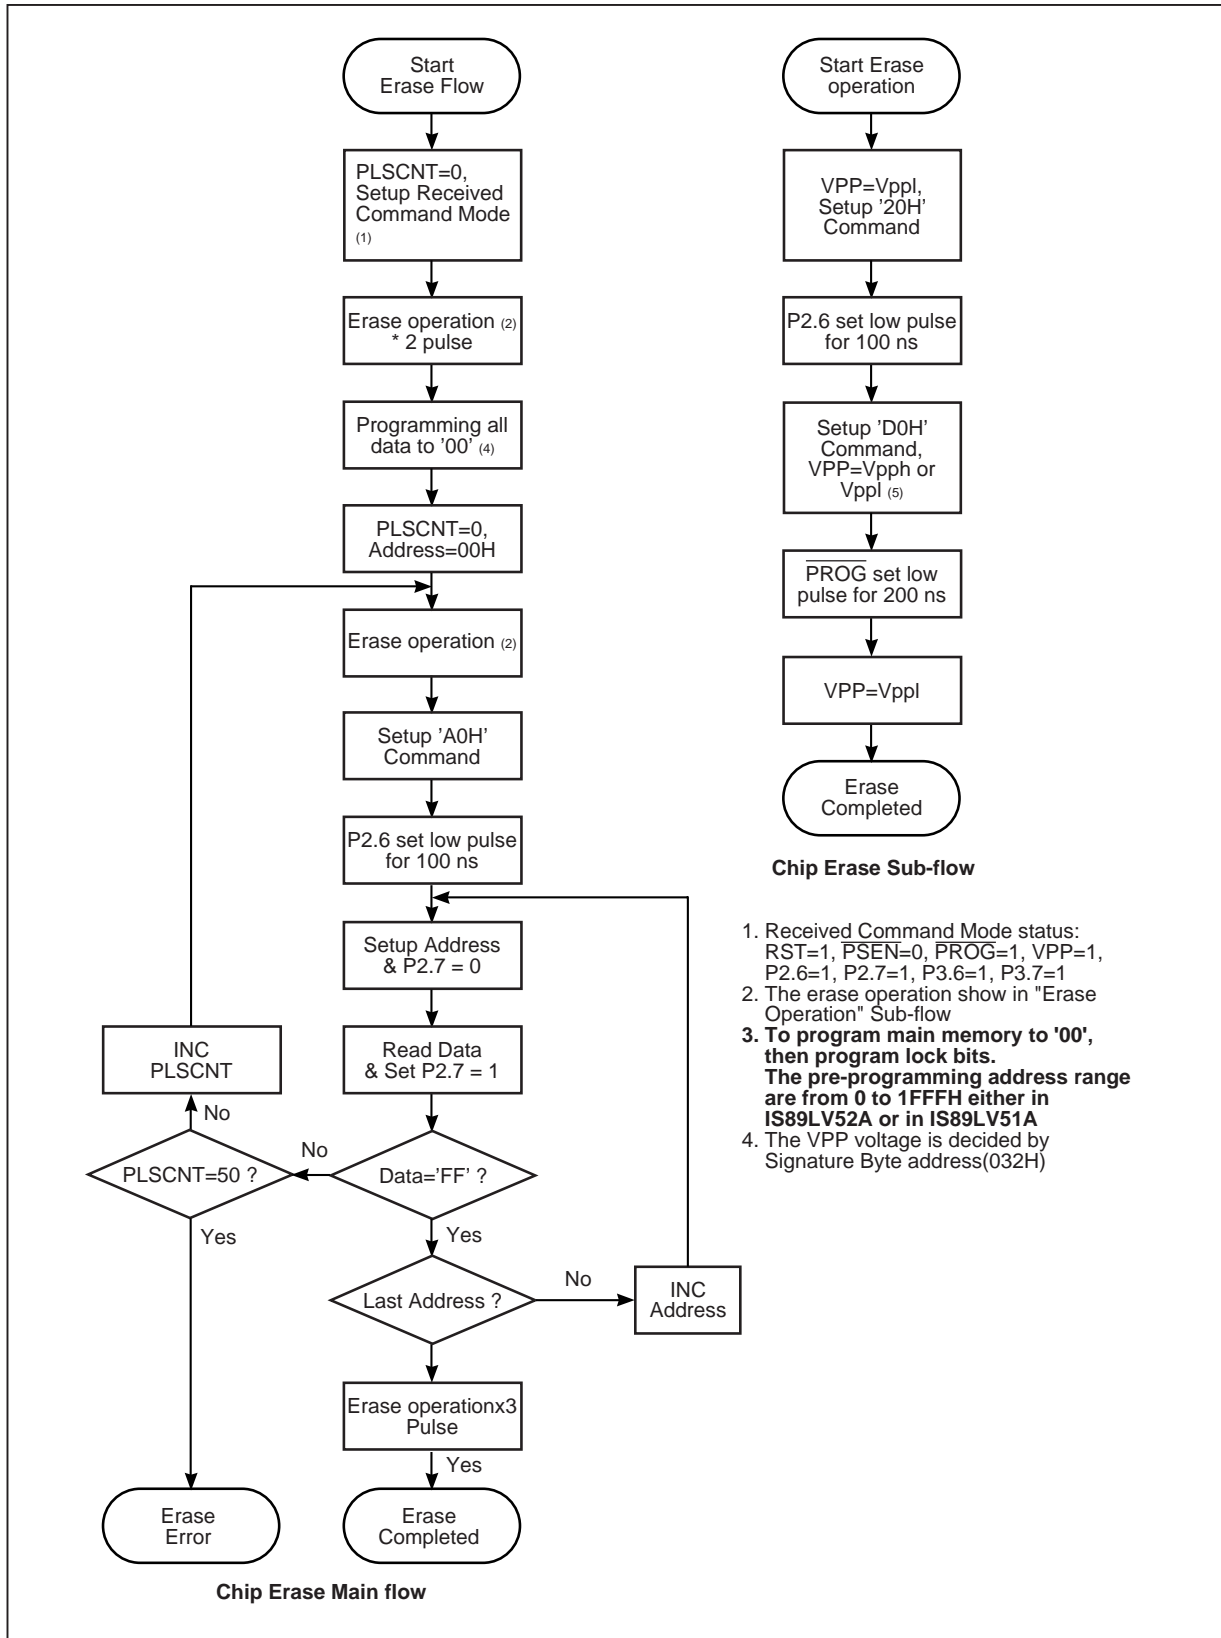 Start
Erase Flow
PLSCNT=0,
Setup Received
Command Mode
(1)
Erase operation (2)
* 2 pulse
Programming all
data to '00' (4)
PLSCNT=0,
Address=00H
Erase operation (2)
Setup 'A0H'
Command
P2.6 set low pulse
for 100 ns
Setup Address
& P2.7 = 0
Read Data
& Set P2.7 = 1
INC
PLSCNT
No
PLSCNT=50 ?
No
Data='FF' ?
Yes
Yes
Last Address ?
No
INC
Address
Erase operationx3
Pulse
Yes
Erase
Error
Erase
Completed
Chip Erase Main flow
Start Erase
operation
VPP=Vppl,
Setup '20H'
Command
P2.6 set low pulse
for 100 ns
Setup 'D0H'
Command,
VPP=Vpph or
Vppl (5)
PROG set low
pulse for 200 ns
VPP=Vppl
Erase
Completed
Chip Erase Sub-flow
1. Received Command Mode status:
RST=1, PSEN=0, PROG=1, VPP=1,
P2.6=1, P2.7=1, P3.6=1, P3.7=1
2. The erase operation show in "Erase
Operation" Sub-flow
3. To program main memory to '00',
then program lock bits.
The pre-programming address range
are from 0 to 1FFFH either in
IS89LV52A or in IS89LV51A
4. The VPP voltage is decided by
Signature Byte address(032H)